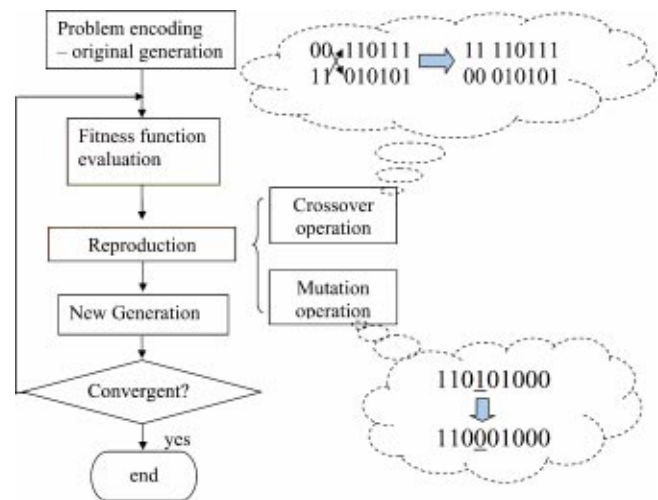 Problem encoding
– original generation
00 110111 11 110111
11 010101 00 010101
Fitness function
evaluation
Crossover
operation
Reproduction
Mutation
operation
New Generation
Convergent?
110101000
110001000
yes
end